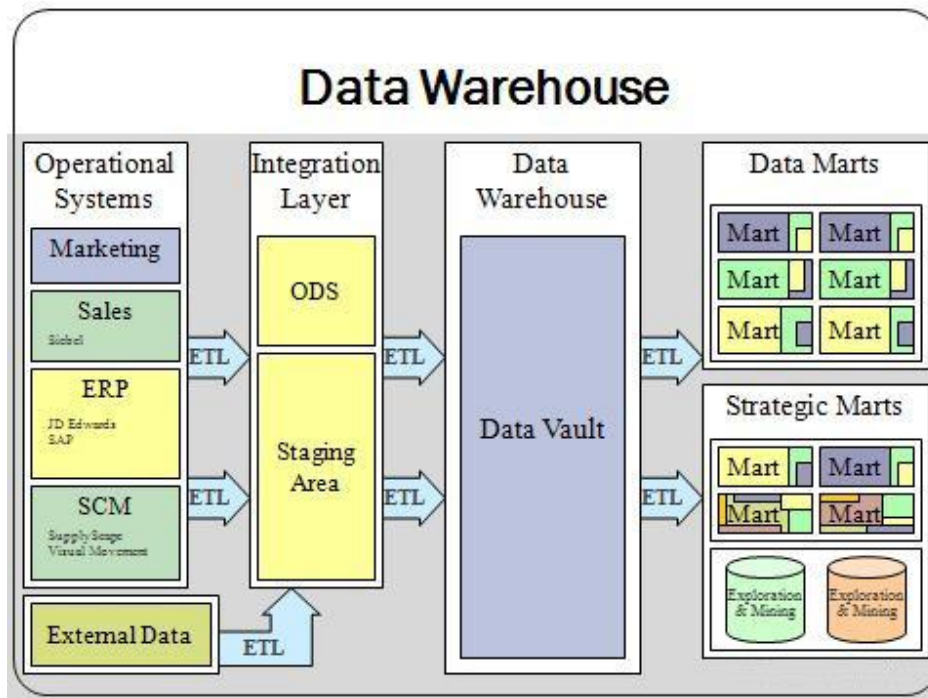 Data Warehouse
Operational
Systems
Marketing
Sales
Siebel
ERP
JD Edwards
SAP
SCM
Visual Movement
External Data
ETL
ETL
ETL
Integration
Layer
ODS
Staging
Area
ETL
ETL
Data
Warehouse
Data Vault
ETL
ETL
Data Marts
Mart
Mart
Mart
Mart
Mart
Mart
Strategic Marts
Mart
Mart
Mart
Mart
Exploration
& Mining
Exploration
& Mining